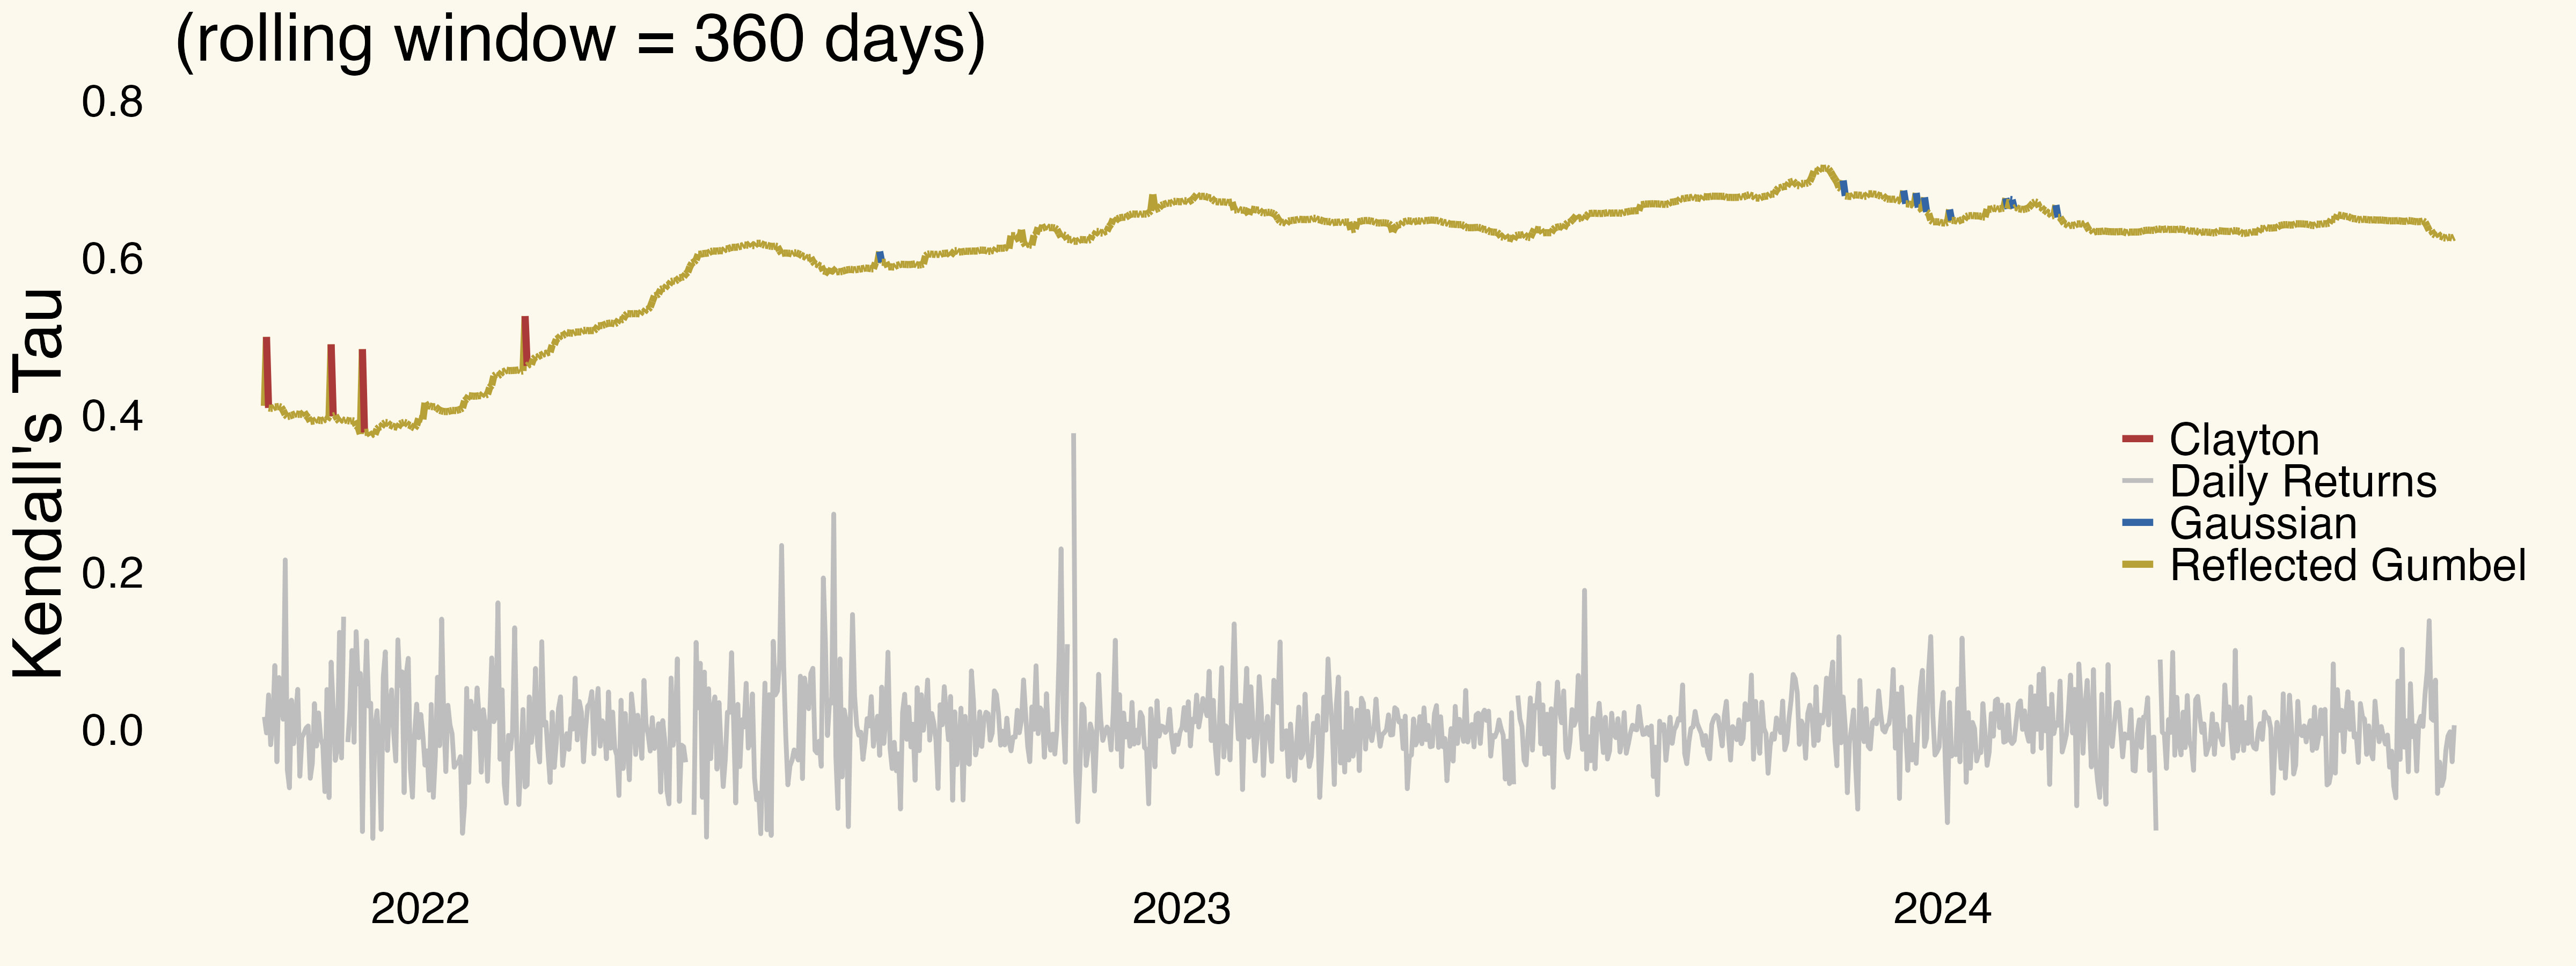 (rolling window = 360 days)
Kendall's Tau
0.8
0.6
0.4
0.2
0.0
Clayton
Daily Returns
Gaussian
Reflected Gumbel
2022
2023
2024